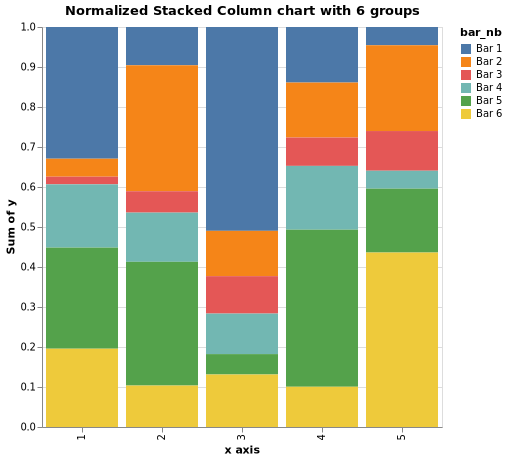 Normalized Stacked Column chart with 6 groups
bar_nb
Bar 1
Bar 2
Bar 3
Bar 4
Bar 5
Bar 6
Sum of y
1.0
0.9
0.8
0.7
0.6
0.5
0.4
0.3
0.2
0.1
0.0
1
2
3
4
5
x axis